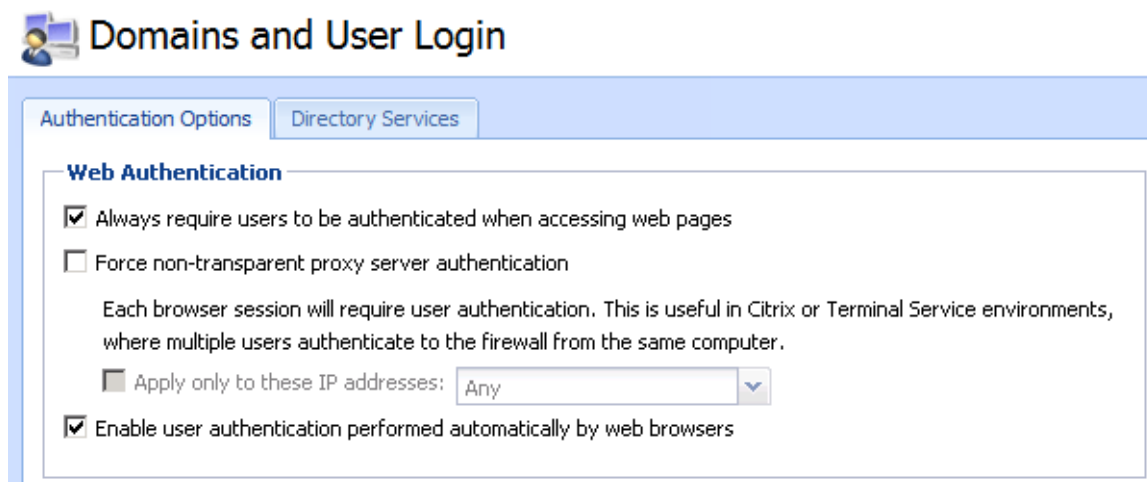 Domains and User Login
Authentication Options
Directory Services
Web Authentication
Always require users to be authenticated when accessing web pages
Force non-transparent proxy server authentication
Each browser session will require user authentication. This is useful in Citrix or Terminal Service environments,
where multiple users authenticate to the firewall from the same computer.
Apply only to these IP addresses: Any
Enable user authentication performed automatically by web browsers